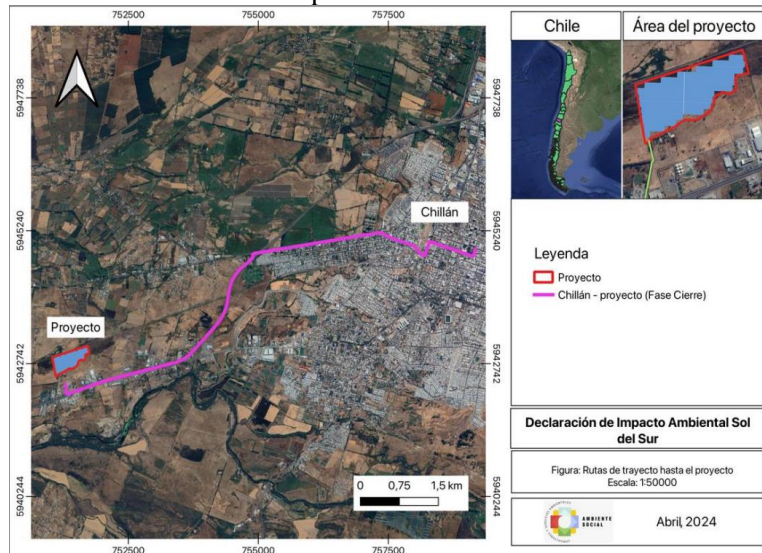 752500
755000
757500
5947738
5945240
5942742
5940244
5947738
5945240
5942742
5940244
Chillán
Proyecto
0 0,75 1,5 km
752500
755000
757500
Chile
Área del proyecto
Leyenda
Proyecto
Chillán - proyecto (Fase Cierre)
Declaración de Impacto Ambiental Sol
del Sur
Figura: Rutas de trayecto hasta el proyecto
Escala: 1:50000
AMBIENTE
SOCIAL
Abril, 2024